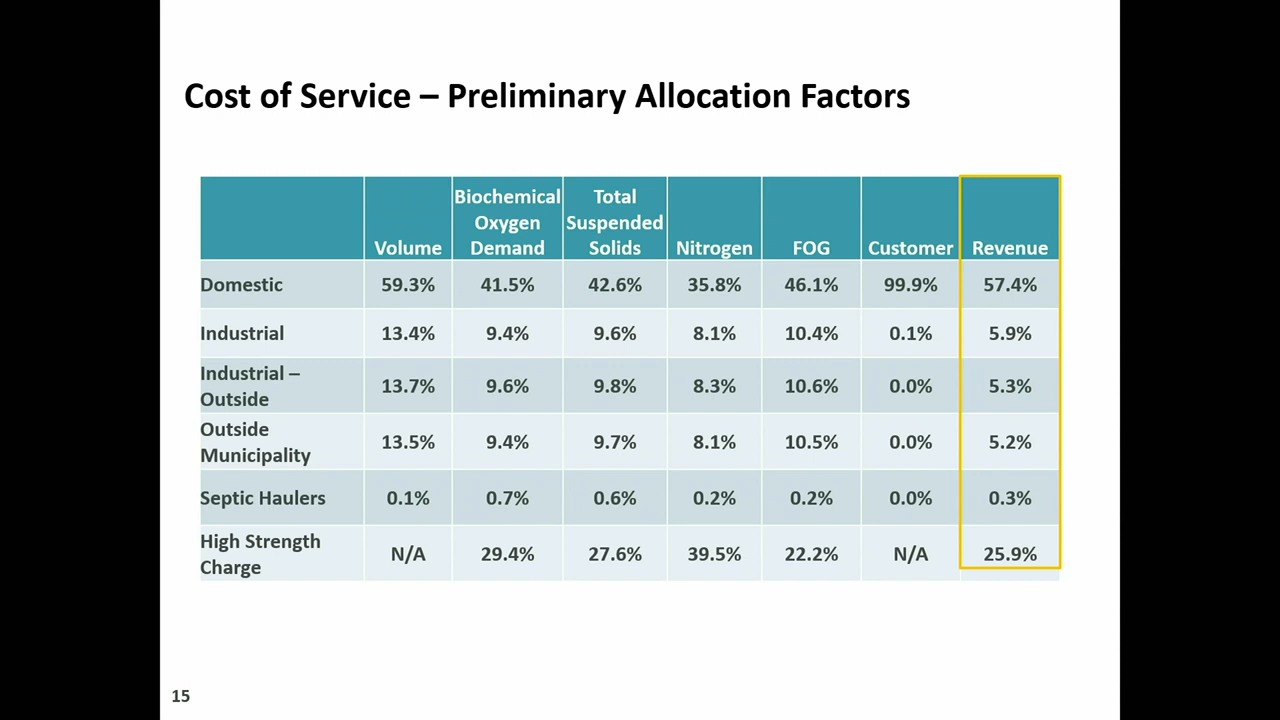 Cost of Service – Preliminary Allocation Factors
Volume Biochemical Oxygen Demand Total Suspended Solids Nitrogen FOG Customer Revenue
Domestic 59.3% 41.5% 42.6% 35.8% 46.1% 99.9% 57.4%
Industrial 13.4% 9.4% 9.6% 8.1% 10.4% 0.1% 5.9%
Industrial – Outside 13.7% 9.6% 9.8% 8.3% 10.6% 0.0% 5.3%
Outside Municipality 13.5% 9.4% 9.7% 8.1% 10.5% 0.0% 5.2%
Septic Haulers 0.1% 0.7% 0.6% 0.2% 0.2% 0.0% 0.3%
High Strength Charge N/A 29.4% 27.6% 39.5% 22.2% N/A 25.9%
15